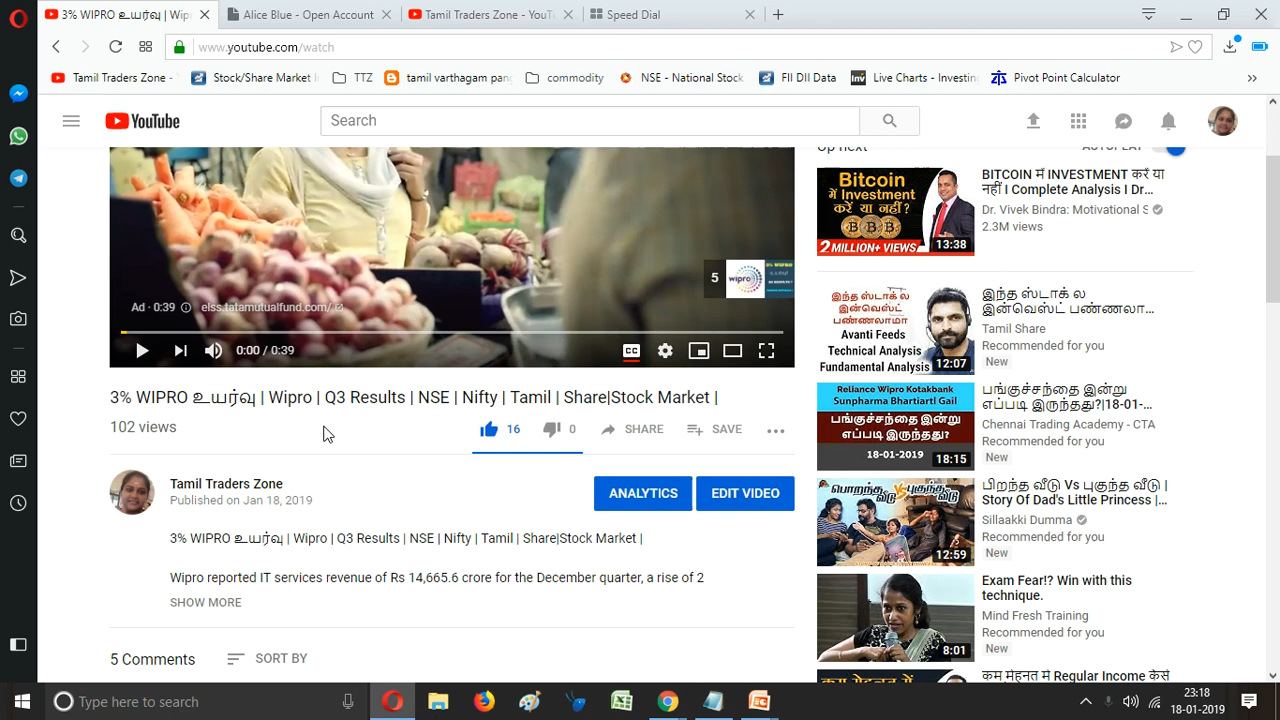 3% WIPRO உயர்வு | Wip
Alice Blue - Open Account
Tamil Traders Zone - YouT
Speed Dial
www.youtube.com/watch
Tamil Traders Zone -
Stock/Share Market
TTZ
tamil varthagam pan
commodity
NSE - National Stock
FII DII Data
Inv
Live Charts - Investin
Pivot Point Calculator
YouTube
Search
Up next
AUTOPLAY
5
wipro
Ad · 0:39
elss.tatamutualfund.com/
0:00 / 0:39
CC
3% WIPRO உயர்வு | Wipro | Q3 Results | NSE | Nifty | Tamil | Share|Stock Market |
102 views
16
0
SHARE
SAVE
Tamil Traders Zone
Published on Jan 18, 2019
ANALYTICS
EDIT VIDEO
3% WIPRO உயர்வு | Wipro | Q3 Results | NSE | Nifty | Tamil | Share|Stock Market |
Wipro reported IT services revenue of Rs 14,665.6 crore for the December quarter, a rise of 2
SHOW MORE
5 Comments
SORT BY
Bitcoin
में Investment
करें या नहीं?
2 MILLION+ VIEWS
13:38
BITCOIN में INVESTMENT करें या
नहीं I Complete Analysis I Dr...
Dr. Vivek Bindra: Motivational S
2.3M views
இந்த ஸ்டாக் ல
இன்வெஸ்ட்
பண்ணலாமா
Avanti Feeds
Technical Analysis
Fundamental Analysis
12:07
இந்த ஸ்டாக் ல
இன்வெஸ்ட் பண்ணலா...
Tamil Share
Recommended for you
New
Reliance Wipro Kotakbank
Sunpharma Bhartiartl Gail
பங்குச்சந்தை இன்று
எப்படி இருந்தது?
18-01-2019
18:15
பங்குச்சந்தை இன்று
எப்படி இருந்தது?|18-01-...
Chennai Trading Academy - CTA
Recommended for you
New
பொறந்த வீடு Vs புகுந்த வீடு
12:59
பிறந்த வீடு Vs புகுந்த வீடு |
Story Of Dad's Little Princess |...
Sillaakki Dumma
Recommended for you
New
8:01
Exam Fear!? Win with this
technique.
Mind Fresh Training
Recommended for you
New
कम मेहनत में Regular Income कैसे
Type here to search
23:18
18-01-2019